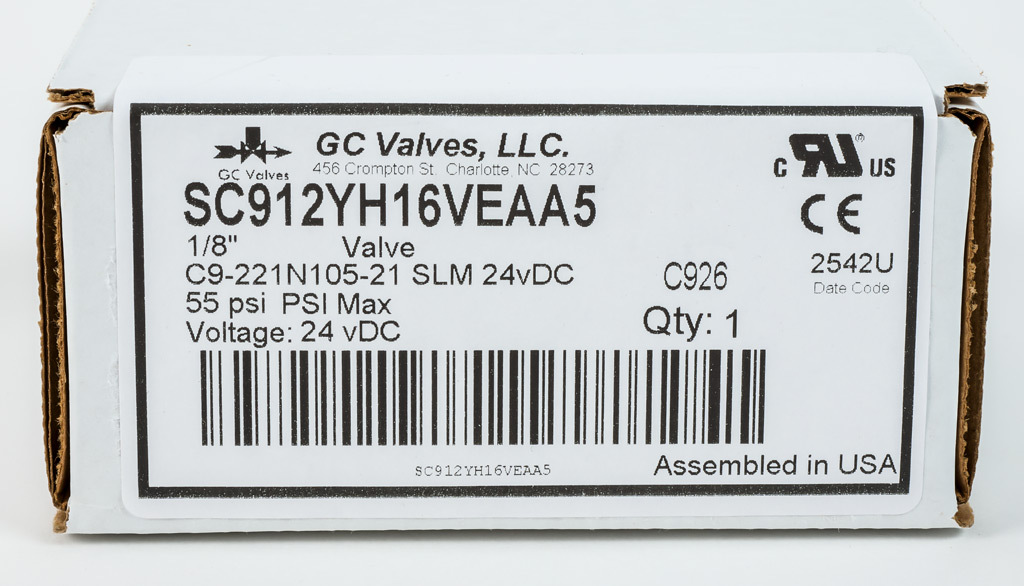 GC Valves
GC Valves, LLC.
456 Crompton St. Charlotte, NC 28273
SC912YH16VEAA5
1/8" Valve
C9-221N105-21 SLM 24vDC
55 psi PSI Max
Voltage: 24 vDC
C926
Qty: 1
C RU ® US
CE
2542U
Date Code
SC912YH16VEAA5
Assembled in USA